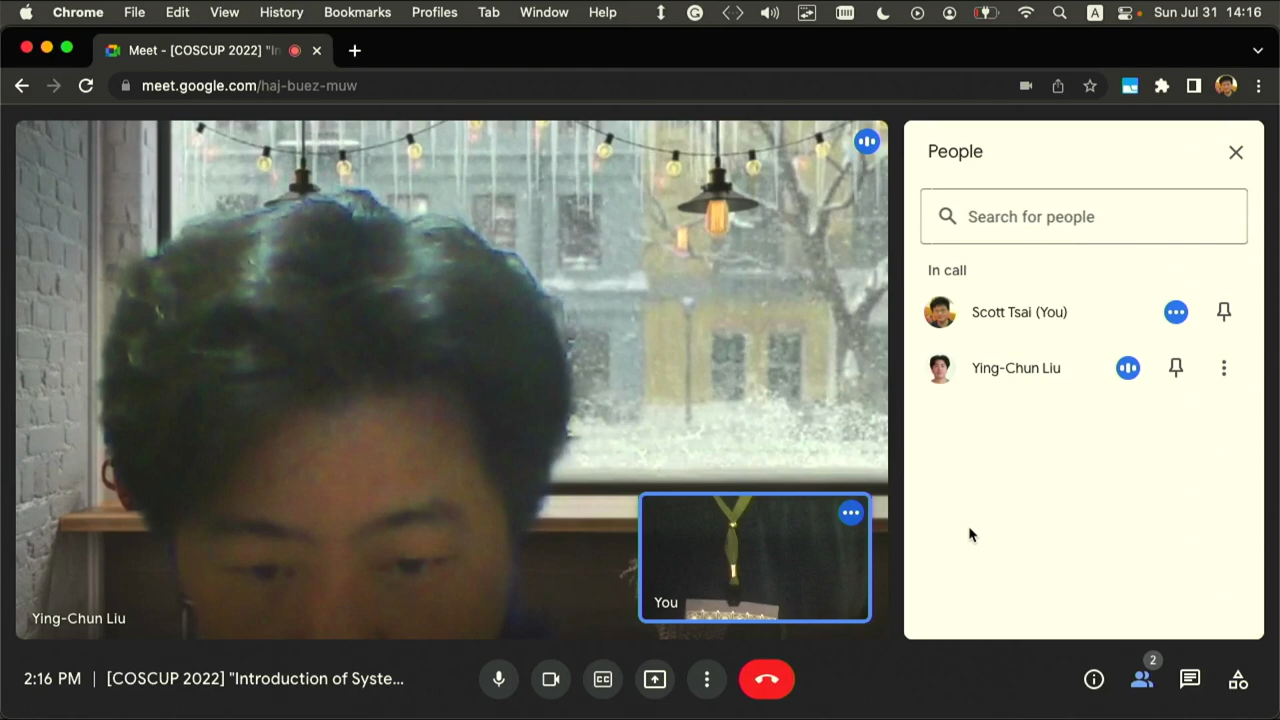 Chrome File Edit View History Bookmarks Profiles Tab Window Help A Sun Jul 31 14:16
Meet - [COSCUP 2022] "In
meet.google.com/haj-buez-muw
People
Search for people
In call
Scott Tsai (You)
Ying-Chun Liu
You
Ying-Chun Liu
2:16 PM | [COSCUP 2022] "Introduction of Syste...
CC
2